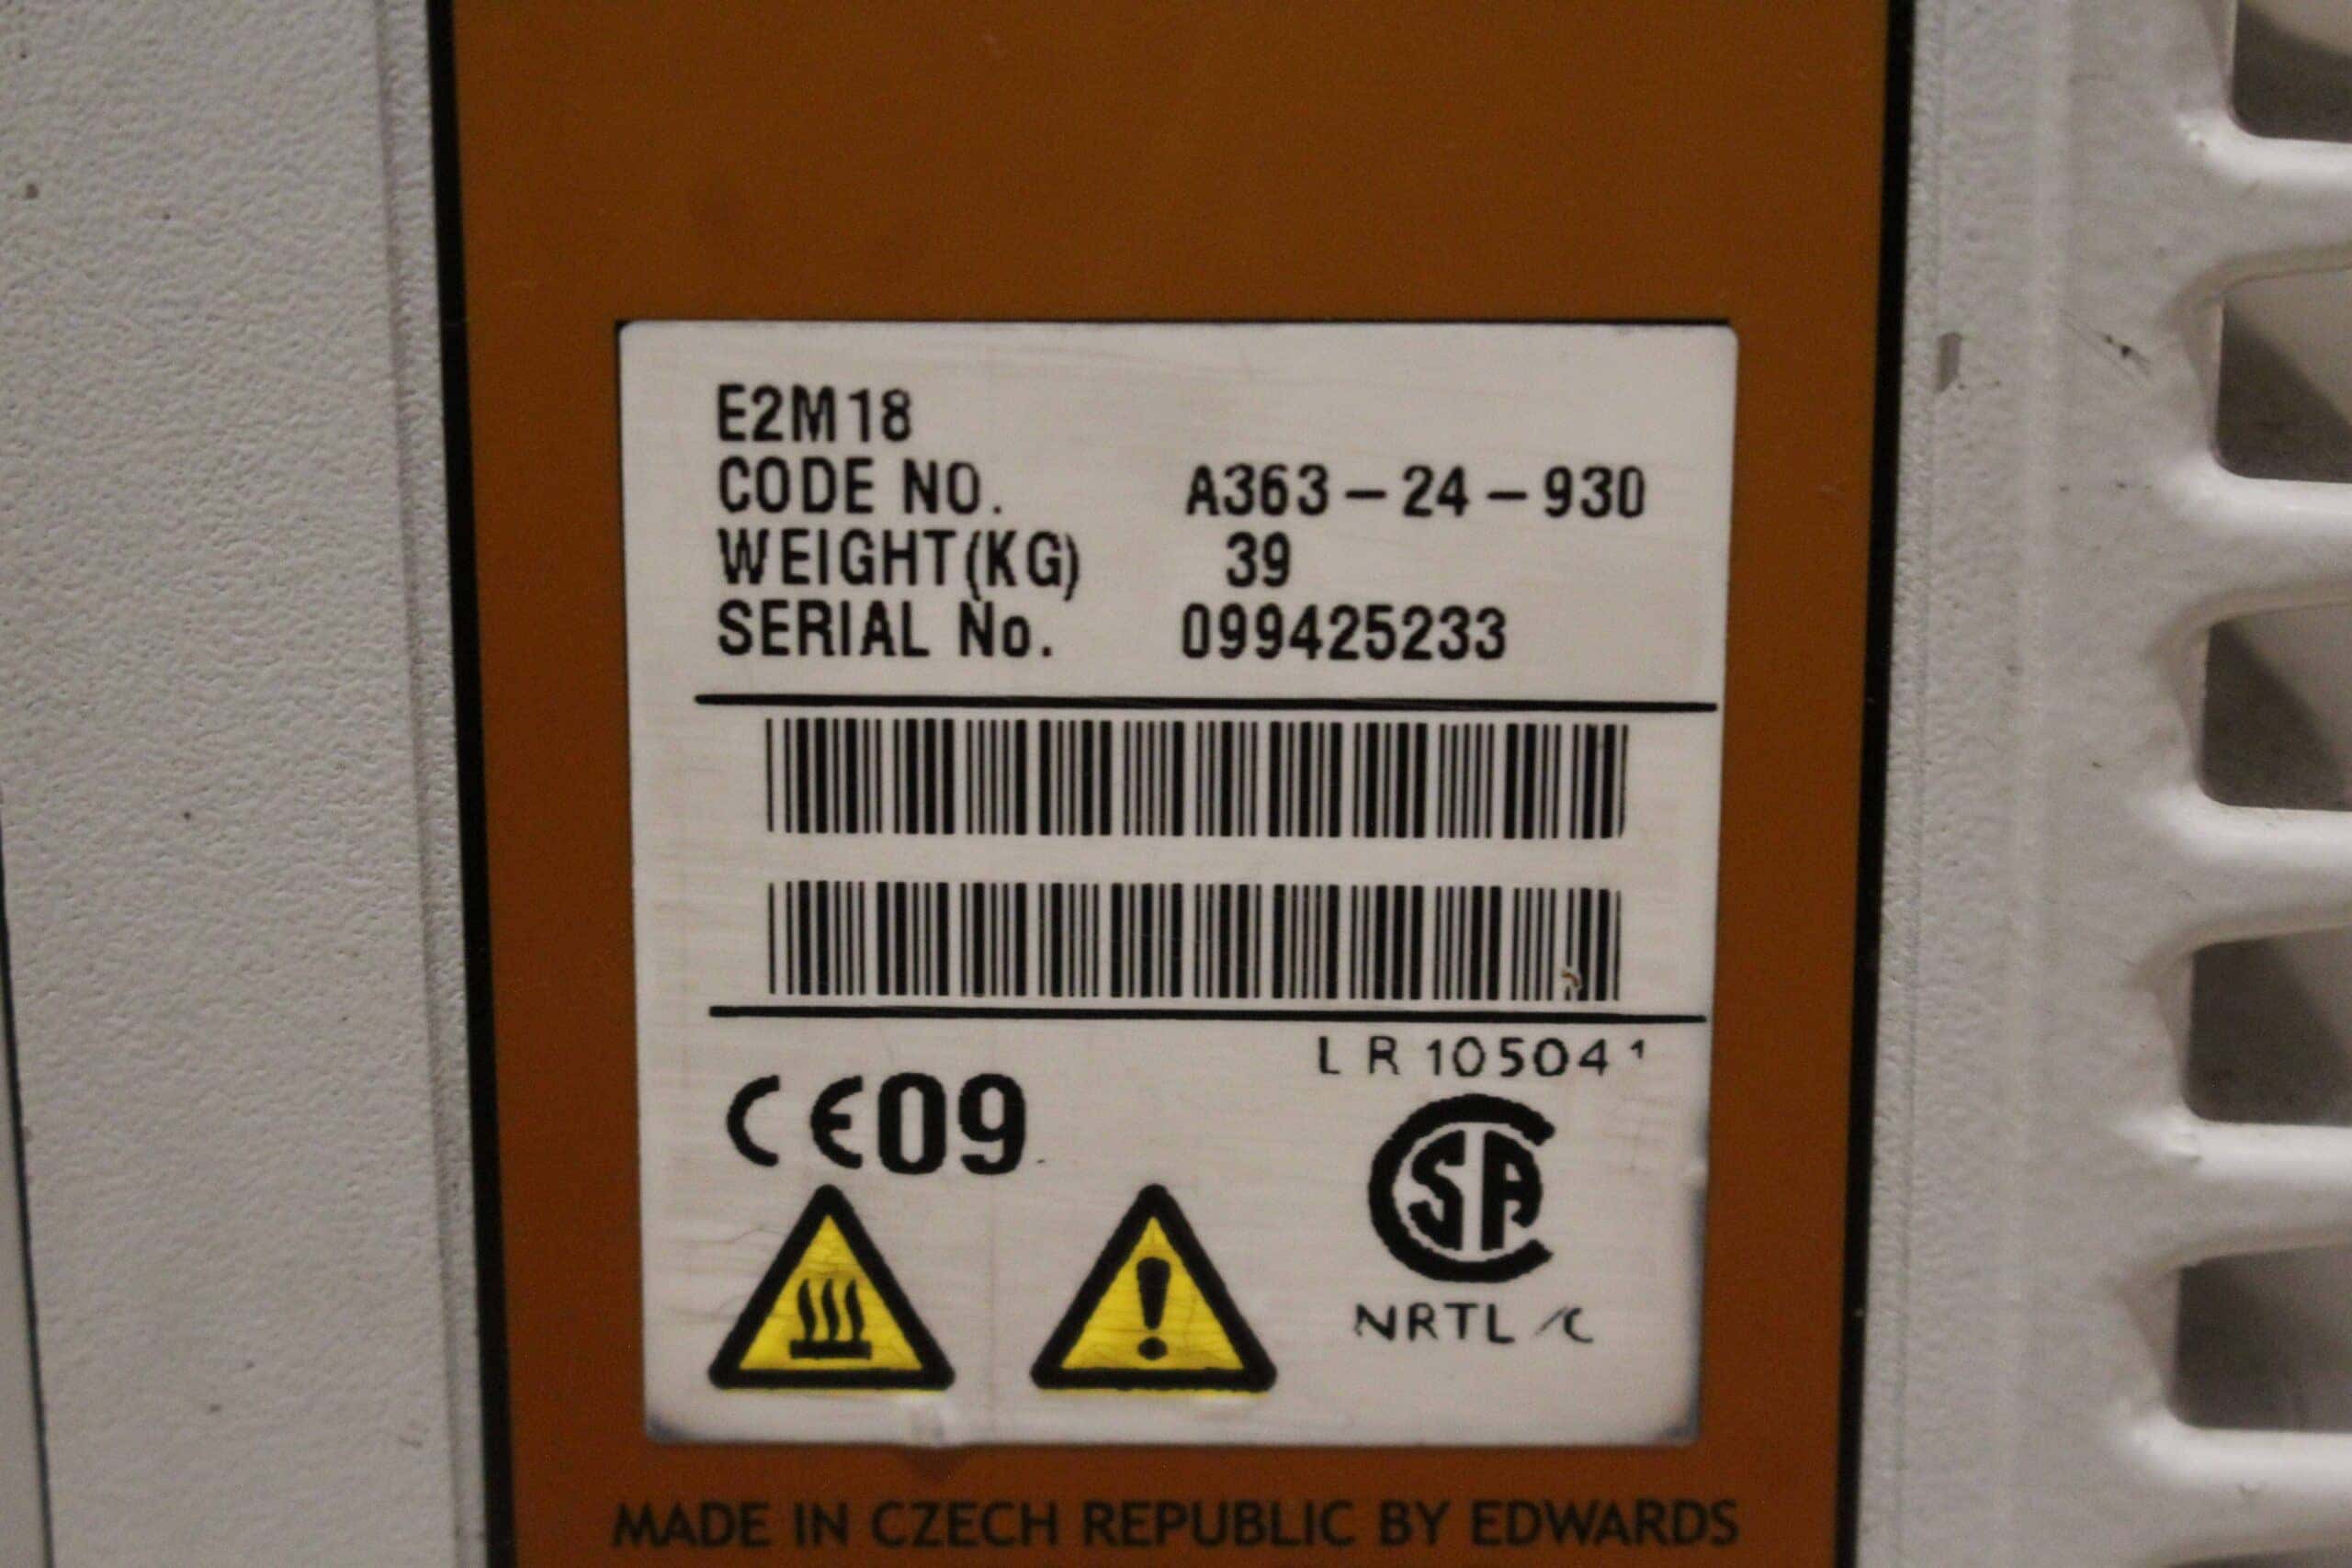 E2M18
CODE NO. A363-24-930
WEIGHT(KG) 39
SERIAL No. 099425233
LR 105041
CE09
CSA
NRTL/C
MADE IN CZECH REPUBLIC BY EDWARDS